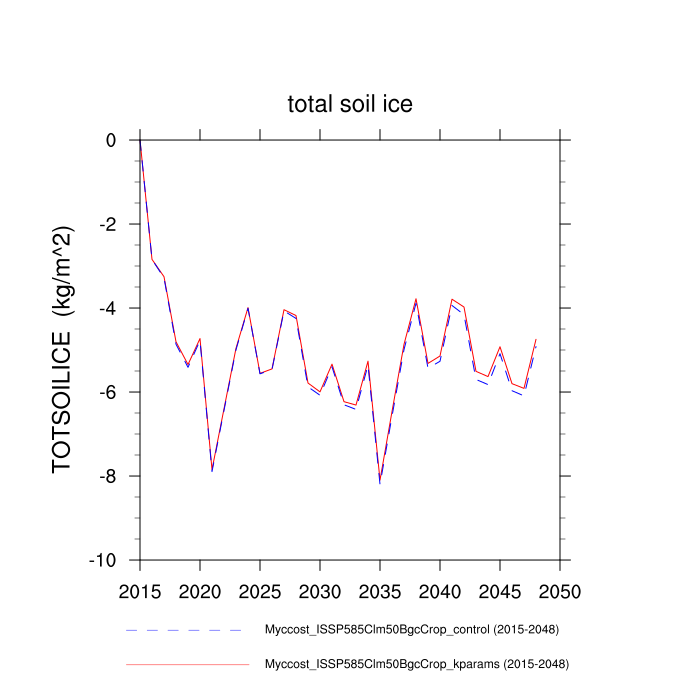 total soil ice
TOTSOILICE (kg/m^2)
0
-2
-4
-6
-8
-10
2015 2020 2025 2030 2035 2040 2045 2050
Myccost_ISSP585Clm50BgcCrop_control (2015-2048)
Myccost_ISSP585Clm50BgcCrop_kparams (2015-2048)